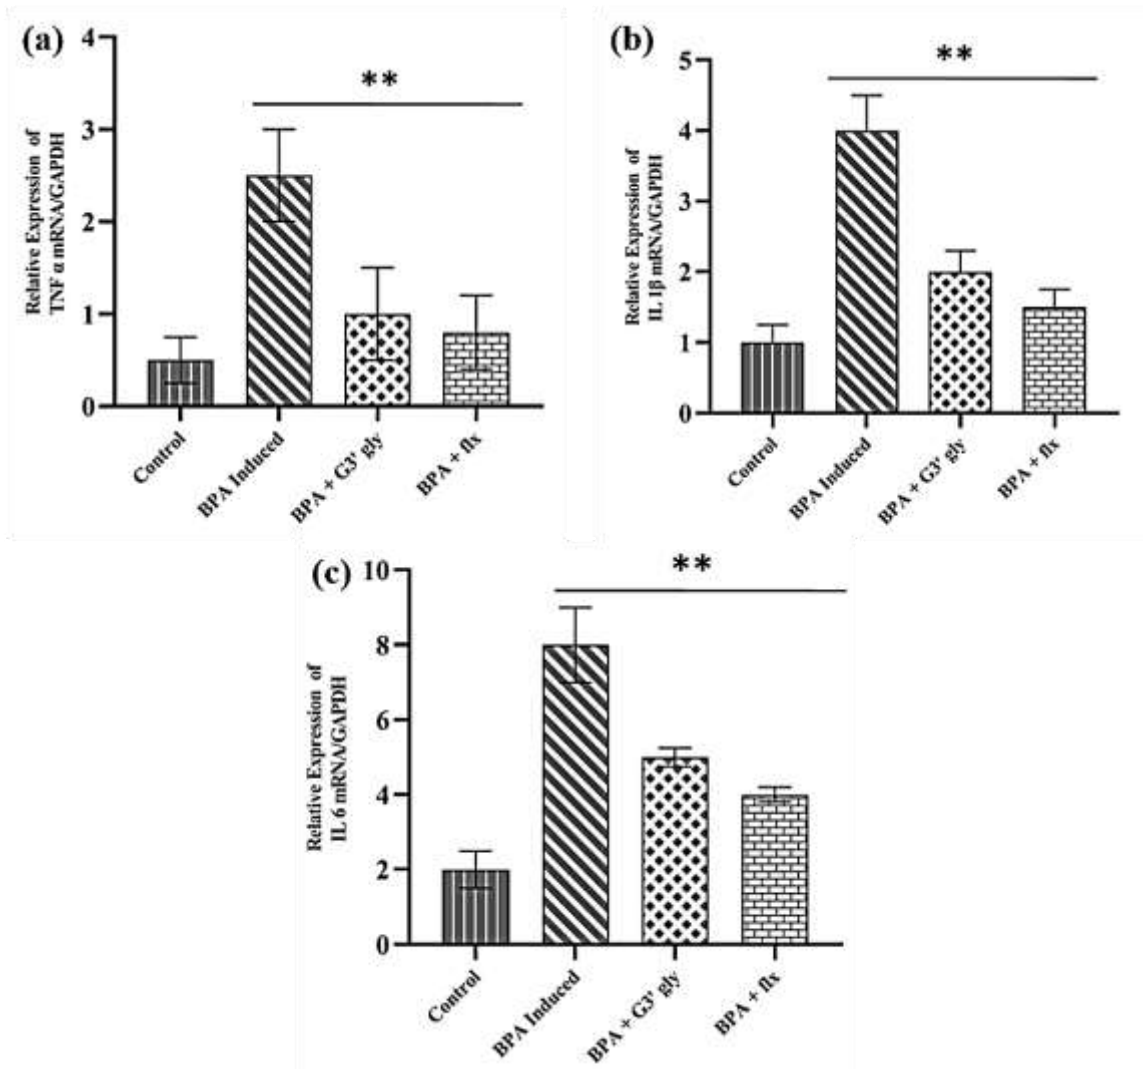 (a)
Relative Expression of
TNF α mRNA/GAPDH
4
3
2
1
0
**
Control
BPA Induced
BPA + G3' gly
BPA + flx
(b)
Relative Expression of
IL 1β mRNA/GAPDH
5
4
3
2
1
0
**
Control
BPA Induced
BPA + G3' gly
BPA + flx
(c)
Relative Expression of
IL 6 mRNA/GAPDH
10
8
6
4
2
0
**
Control
BPA Induced
BPA + G3' gly
BPA + flx